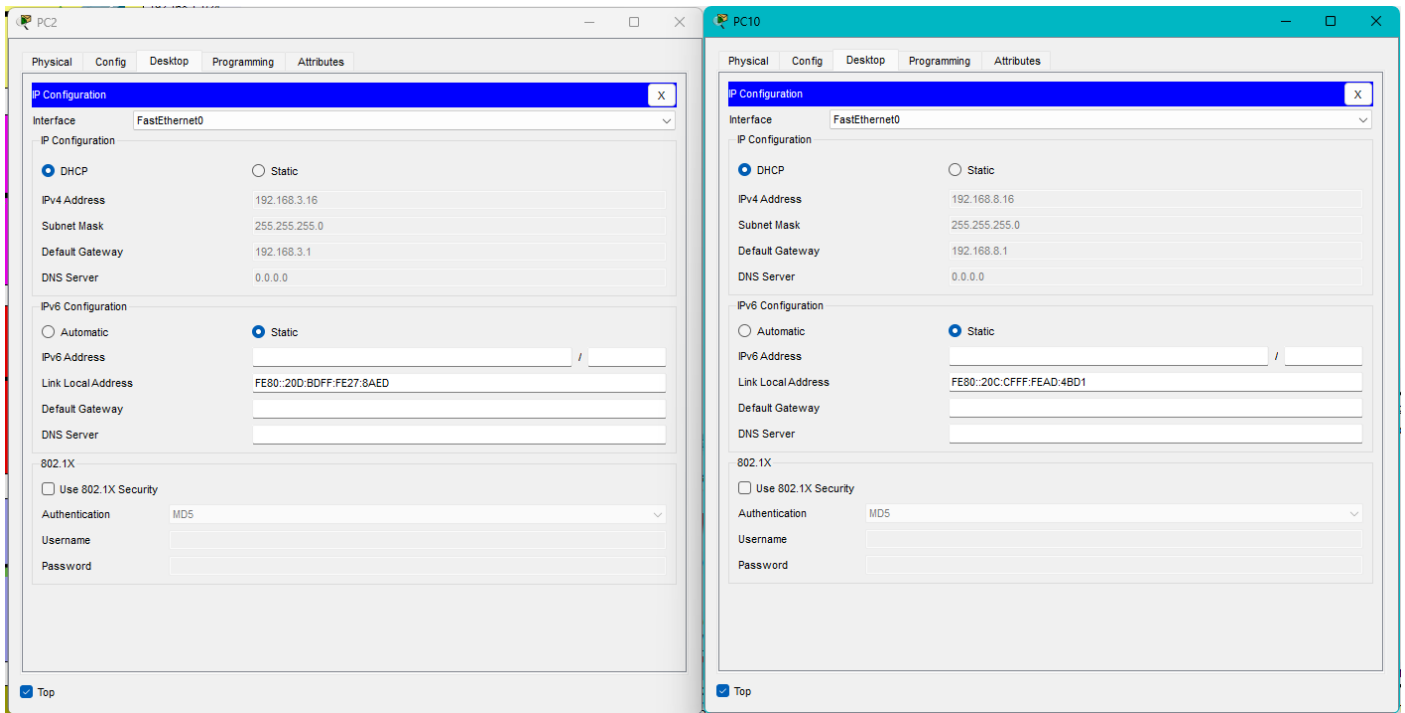 PC2
Physical Config Desktop Programming Attributes
IP Configuration X
Interface FastEthernet0
IP Configuration
DHCP Static
IPv4 Address 192.168.3.16
Subnet Mask 255.255.255.0
Default Gateway 192.168.3.1
DNS Server 0.0.0.0
IPv6 Configuration
Automatic Static
IPv6 Address /
Link Local Address FE80::20D:BDFF:FE27:8AED
Default Gateway
DNS Server
802.1X
Use 802.1X Security
Authentication MD5
Username
Password
Top
PC10
Physical Config Desktop Programming Attributes
IP Configuration X
Interface FastEthernet0
IP Configuration
DHCP Static
IPv4 Address 192.168.8.16
Subnet Mask 255.255.255.0
Default Gateway 192.168.8.1
DNS Server 0.0.0.0
IPv6 Configuration
Automatic Static
IPv6 Address /
Link Local Address FE80::20C:CFFF:FEAD:4BD1
Default Gateway
DNS Server
802.1X
Use 802.1X Security
Authentication MD5
Username
Password
Top